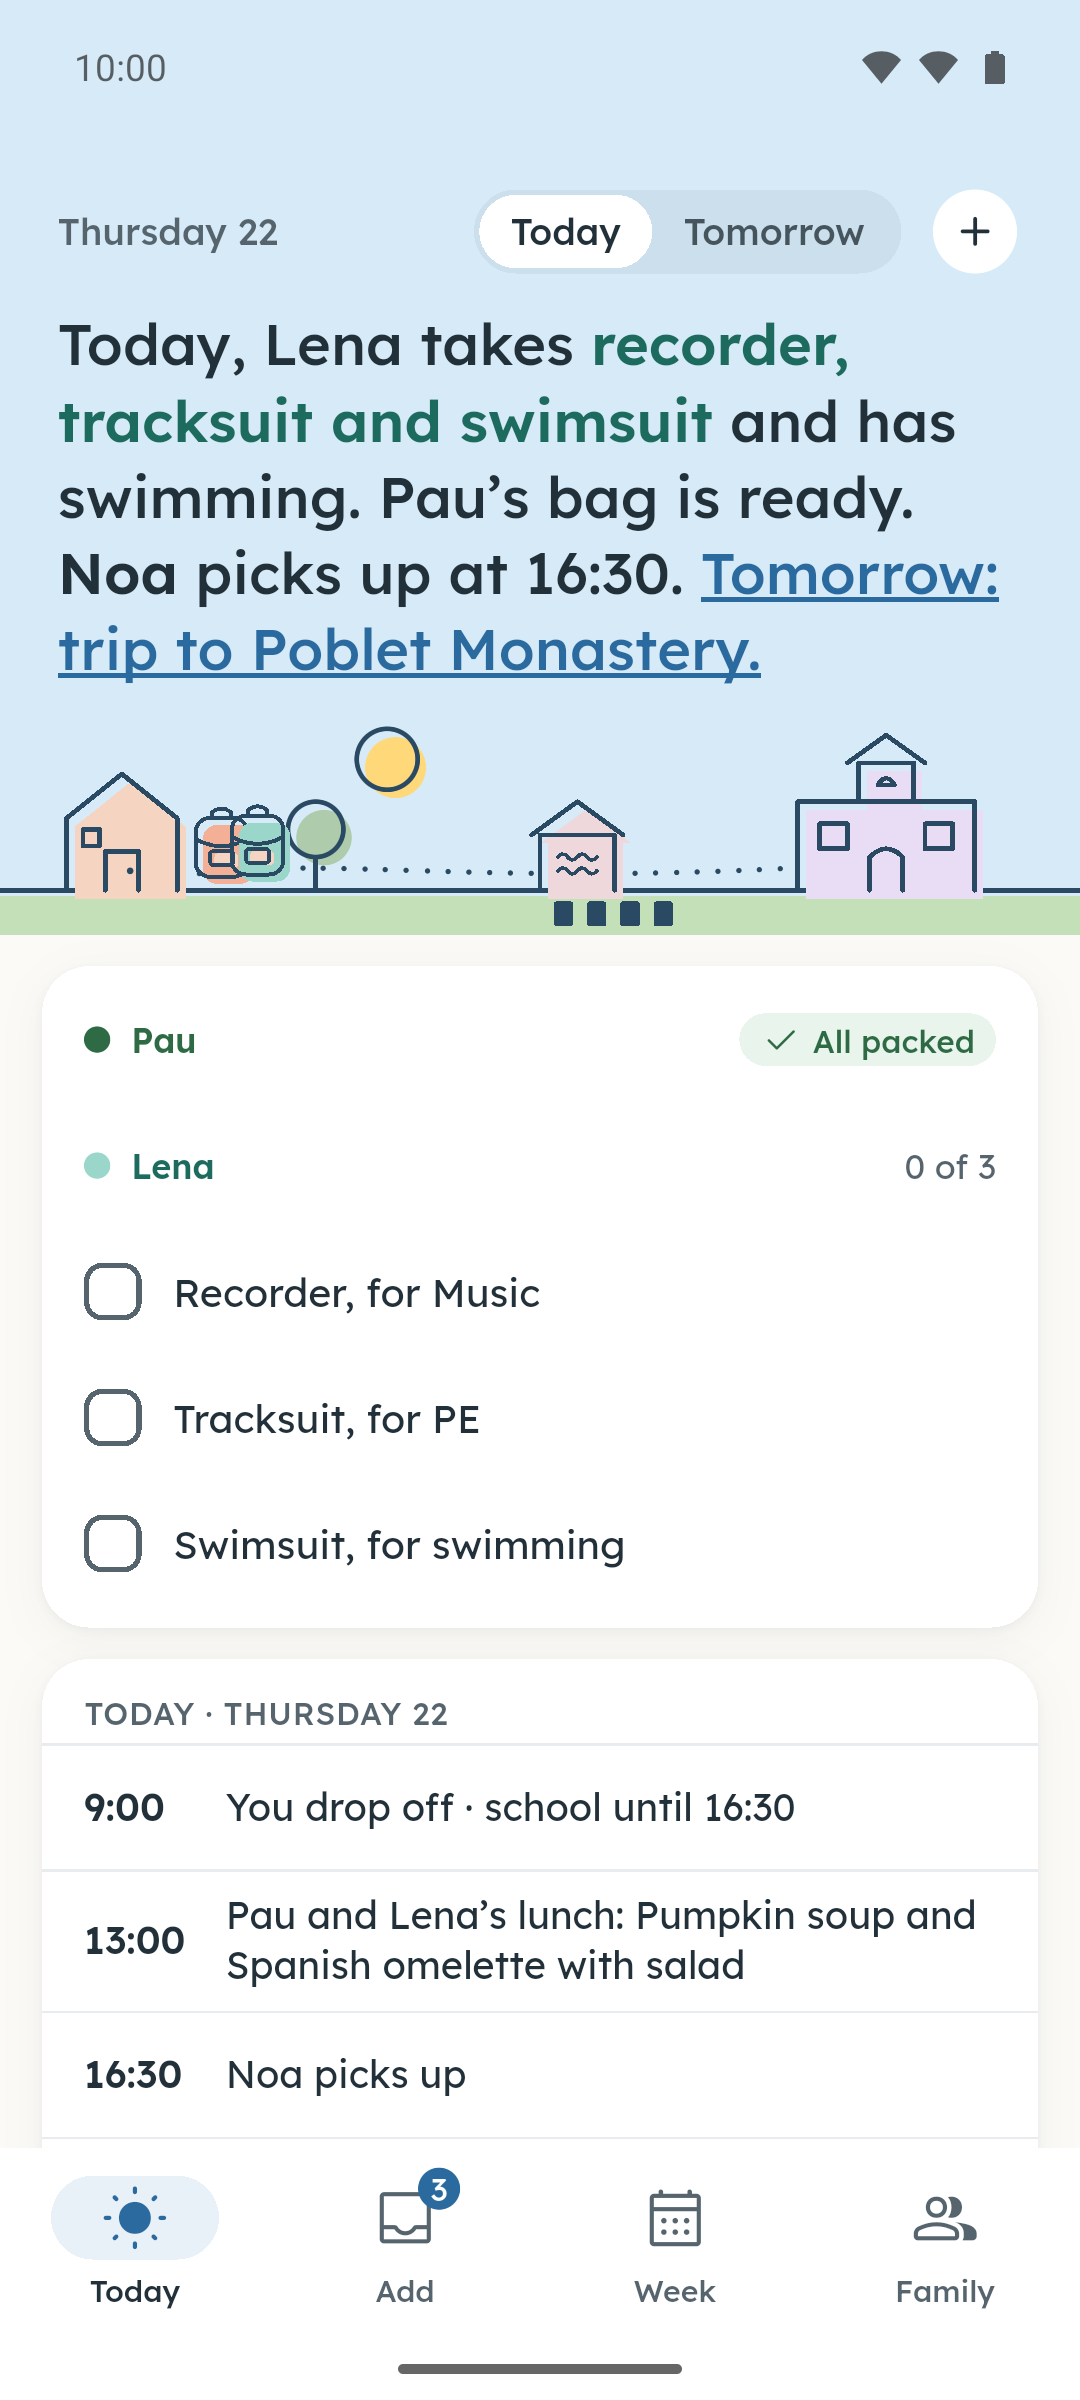 10:00
Thursday 22
Today
Tomorrow
Today, Lena takes recorder,
tracksuit and swimsuit and has
swimming. Pau’s bag is ready.
Noa picks up at 16:30. Tomorrow:
trip to Poblet Monastery.
Pau
All packed
Lena
0 of 3
Recorder, for Music
Tracksuit, for PE
Swimsuit, for swimming
TODAY · THURSDAY 22
9:00
You drop off · school until 16:30
13:00
Pau and Lena’s lunch: Pumpkin soup and
Spanish omelette with salad
16:30
Noa picks up
3
Today
Add
Week
Family